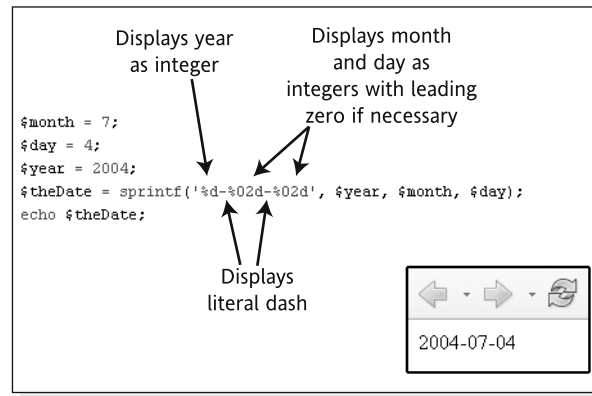 Displays year
as integer
Displays month
and day as
integers with leading
zero if necessary
$month = 7;
$day = 4;
$year = 2004;
$theDate = sprintf('%d-%02d-%02d', $year, $month, $day);
echo $theDate;
Displays
literal dash
2004-07-04